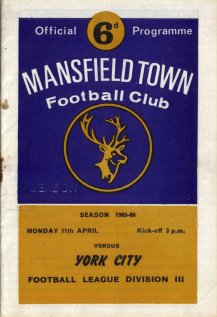 Official 6d Programme
MANSFIELD TOWN
Football Club
SEASON
SEASON 1965-66
MONDAY 11th APRIL Kick-off 3 p.m.
VERSUS
YORK CITY
FOOTBALL LEAGUE DIVISION III